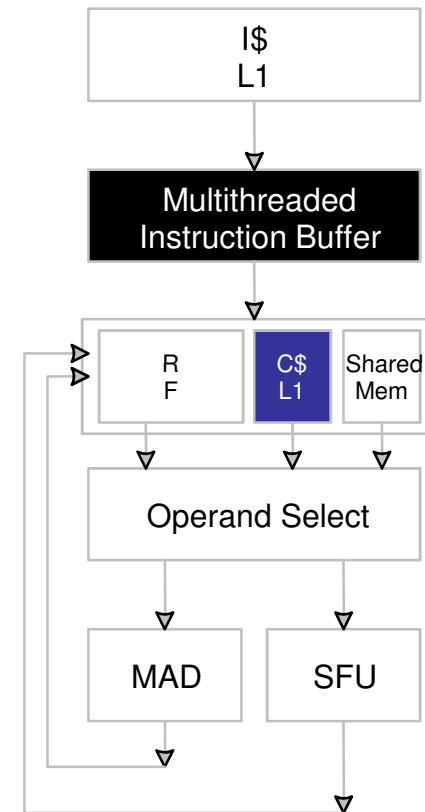 I$
L1
Multithreaded
Instruction Buffer
R
F
C$
L1
Shared
Mem
Operand Select
MAD
SFU